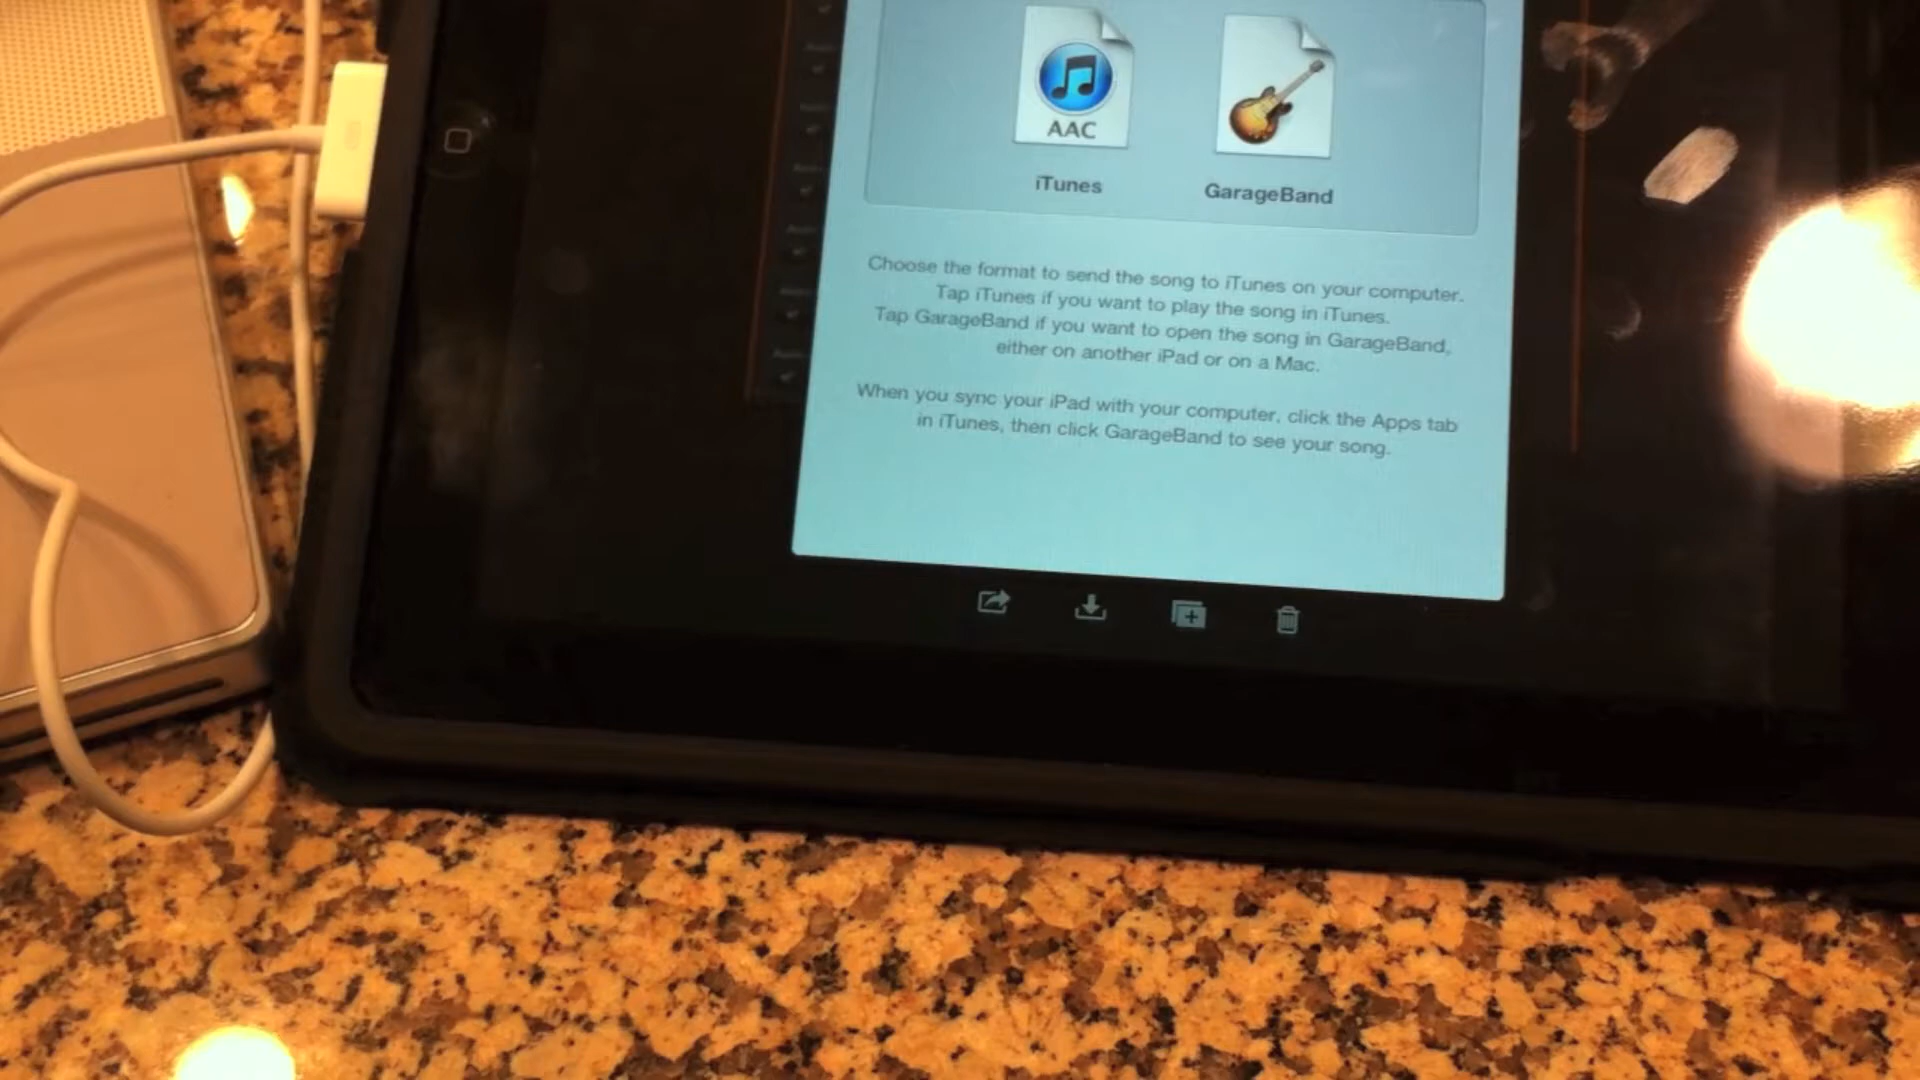 AAC
iTunes
GarageBand
Choose the format to send the song to iTunes on your computer.
Tap iTunes if you want to play the song in iTunes.
Tap GarageBand if you want to open the song in GarageBand,
either on another iPad or on a Mac.
When you sync your iPad with your computer, click the Apps tab
in iTunes, then click GarageBand to see your song.